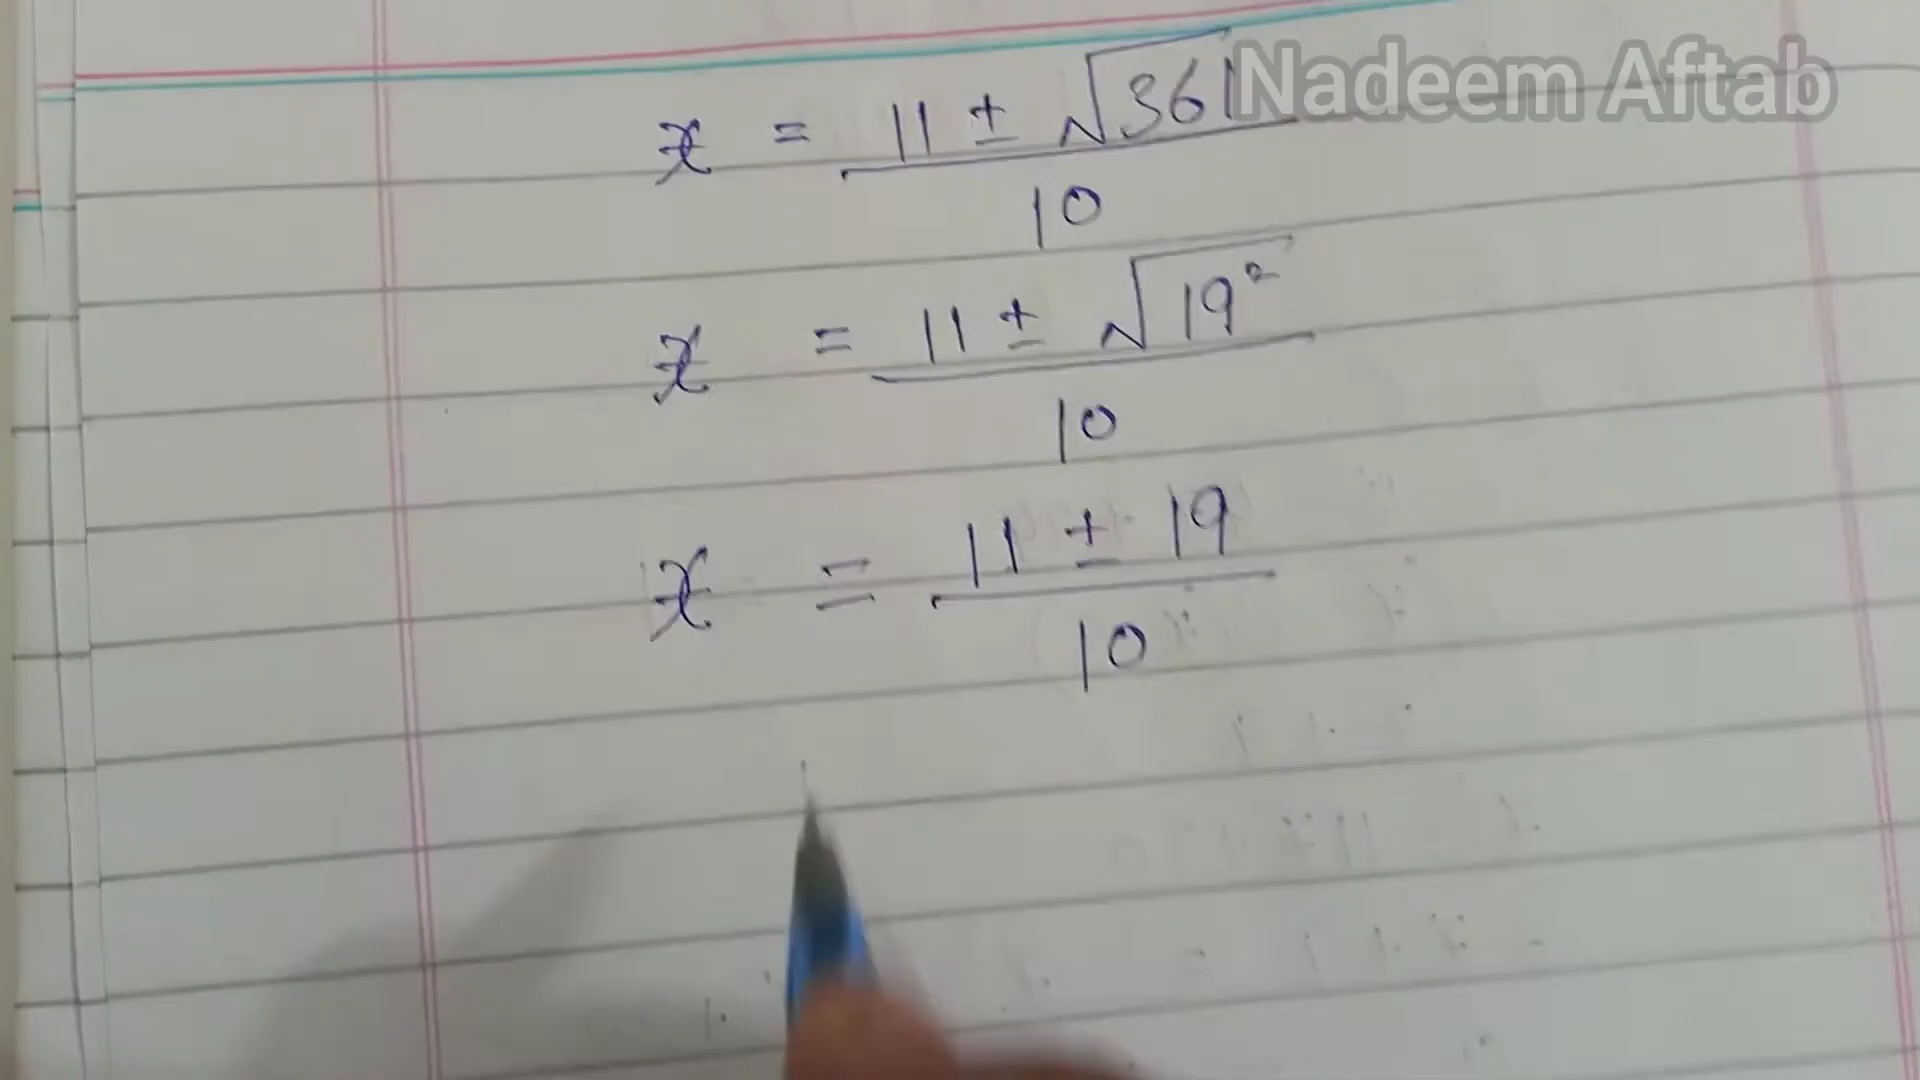 Nadeem Aftab
x = 11 ± √361 / 10
x = 11 ± √19² / 10
x = 11 ± 19 / 10